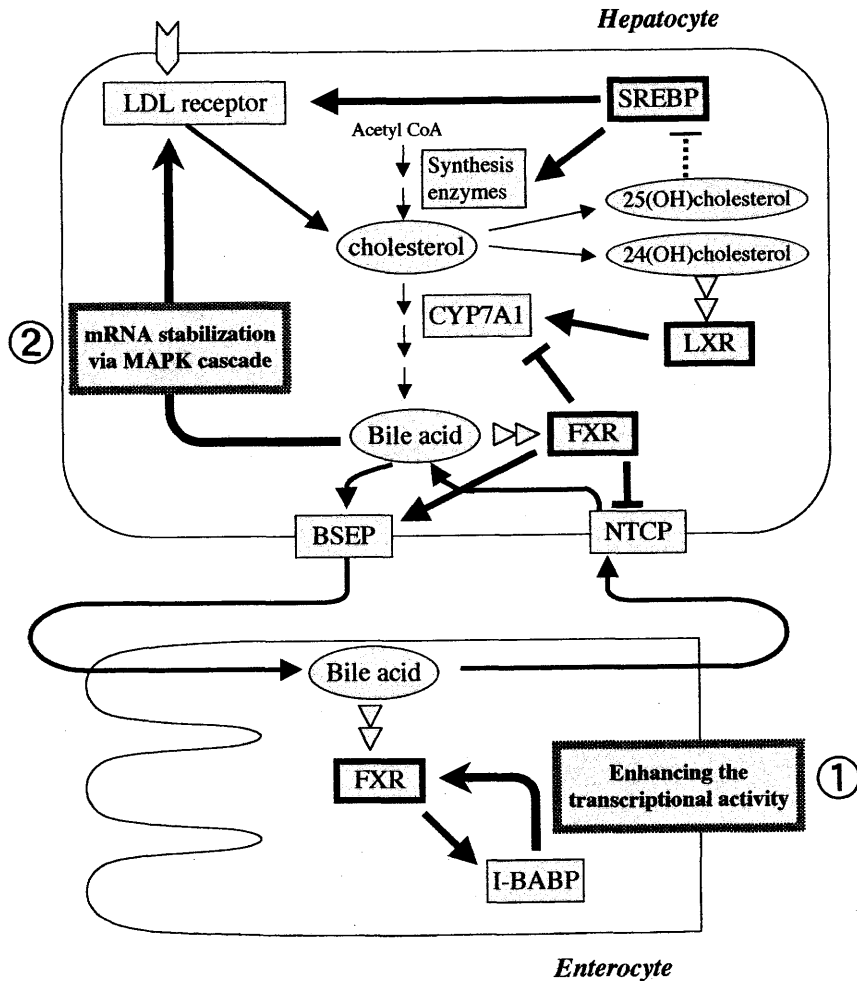 Hepatocyte
LDL receptor
SREBP
Acetyl CoA
Synthesis
enzymes
25(OH)cholesterol
cholesterol
24(OH)cholesterol
CYP7A1
LXR
②
mRNA stabilization
via MAPK cascade
Bile acid
FXR
BSEP
NTCP
Bile acid
FXR
Enhancing the
transcriptional activity
①
I-BABP
Enterocyte